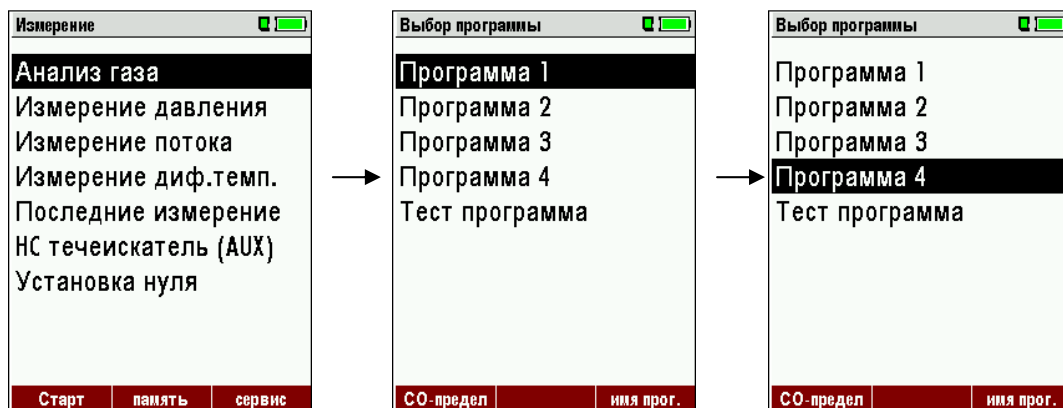 Измерение
Анализ газа
Измерение давления
Измерение потока
Измерение диф.темп.
Последние измерение
НС течеискатель (AUX)
Установка нуля
Старт память сервис
Выбор программы
Программа 1
Программа 2
Программа 3
Программа 4
Тест программа
СО-предел имя прог.
Выбор программы
Программа 1
Программа 2
Программа 3
Программа 4
Тест программа
СО-предел имя прог.